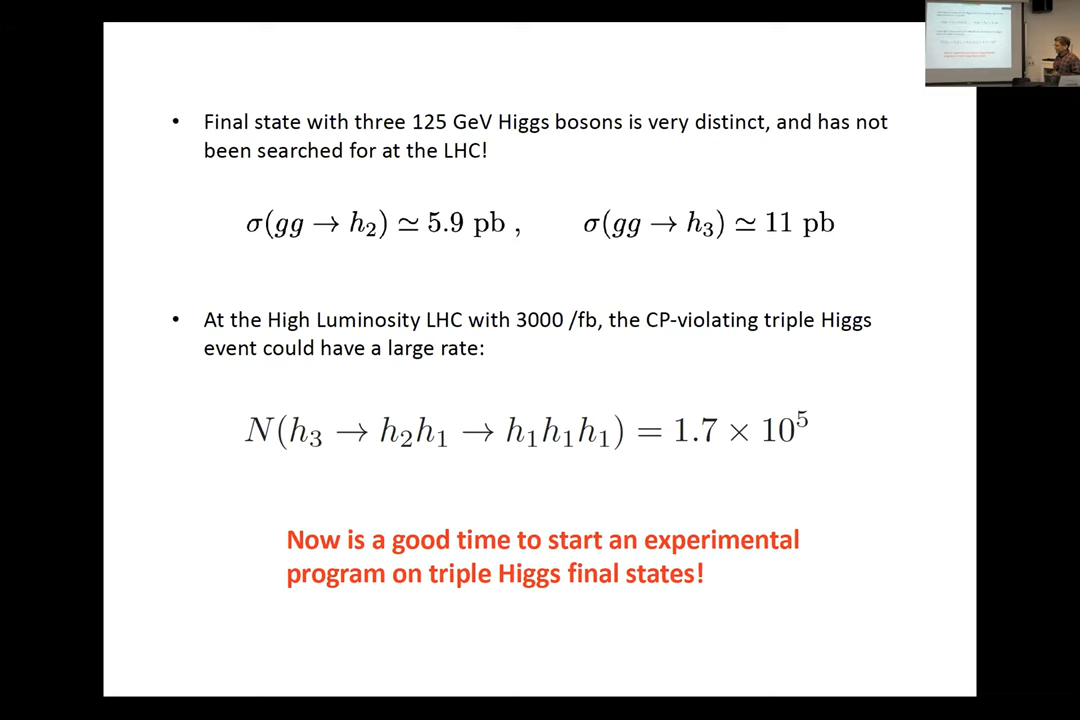 • Final state with three 125 GeV Higgs bosons is very distinct, and has not
been searched for at the LHC!
σ(gg → h₂) ≃ 5.9 pb ,  σ(gg → h₃) ≃ 11 pb
• At the High Luminosity LHC with 3000 /fb, the CP-violating triple Higgs
event could have a large rate:
N(h₃ → h₂h₁ → h₁h₁h₁) = 1.7 × 10⁵
Now is a good time to start an experimental
program on triple Higgs final states!